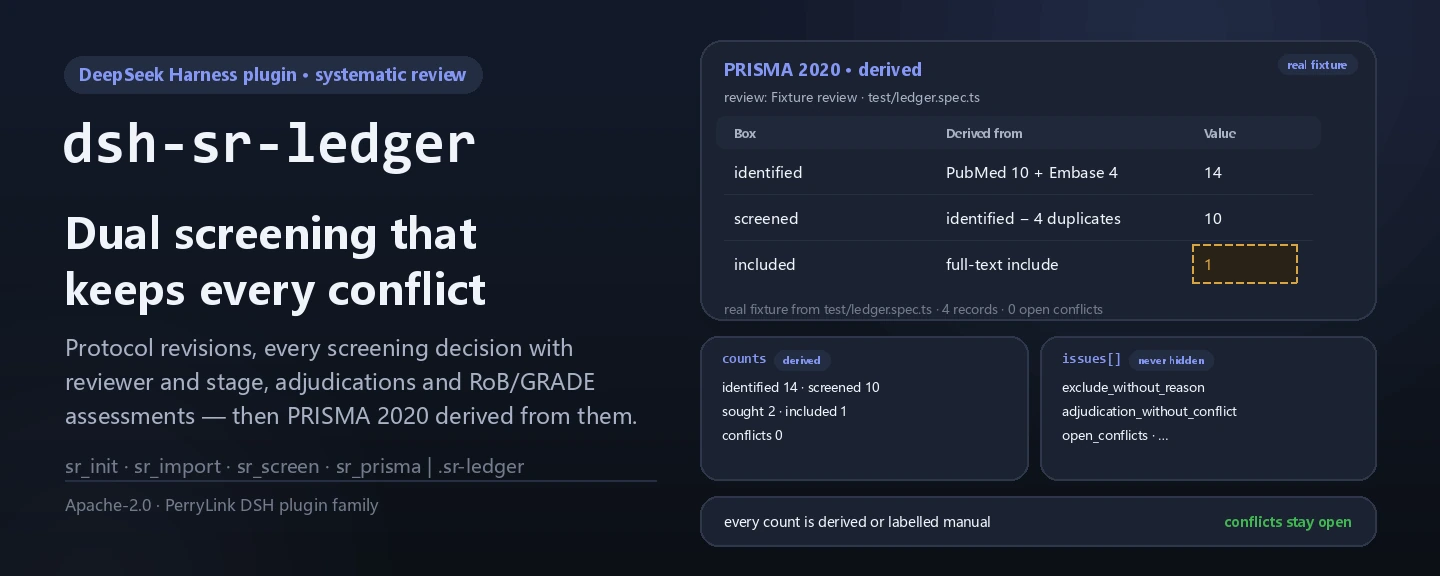 DeepSeek Harness plugin • systematic review
dsh-sr-ledger
Dual screening that
keeps every conflict
Protocol revisions, every screening decision with
reviewer and stage, adjudications and RoB/GRADE
assessments — then PRISMA 2020 derived from them.
sr_init · sr_import · sr_screen · sr_prisma | .sr-ledger
Apache-2.0 · PerryLink DSH plugin family
PRISMA 2020 • derived
real fixture
review: Fixture review · test/ledger.spec.ts
Box Derived from Value
identified PubMed 10 + Embase 4 14
screened identified − 4 duplicates 10
included full-text include 1
real fixture from test/ledger.spec.ts · 4 records · 0 open conflicts
counts derived
identified 14 · screened 10
sought 2 · included 1
conflicts 0
issues[] never hidden
exclude_without_reason
adjudication_without_conflict
open_conflicts · ...
every count is derived or labelled manual
conflicts stay open